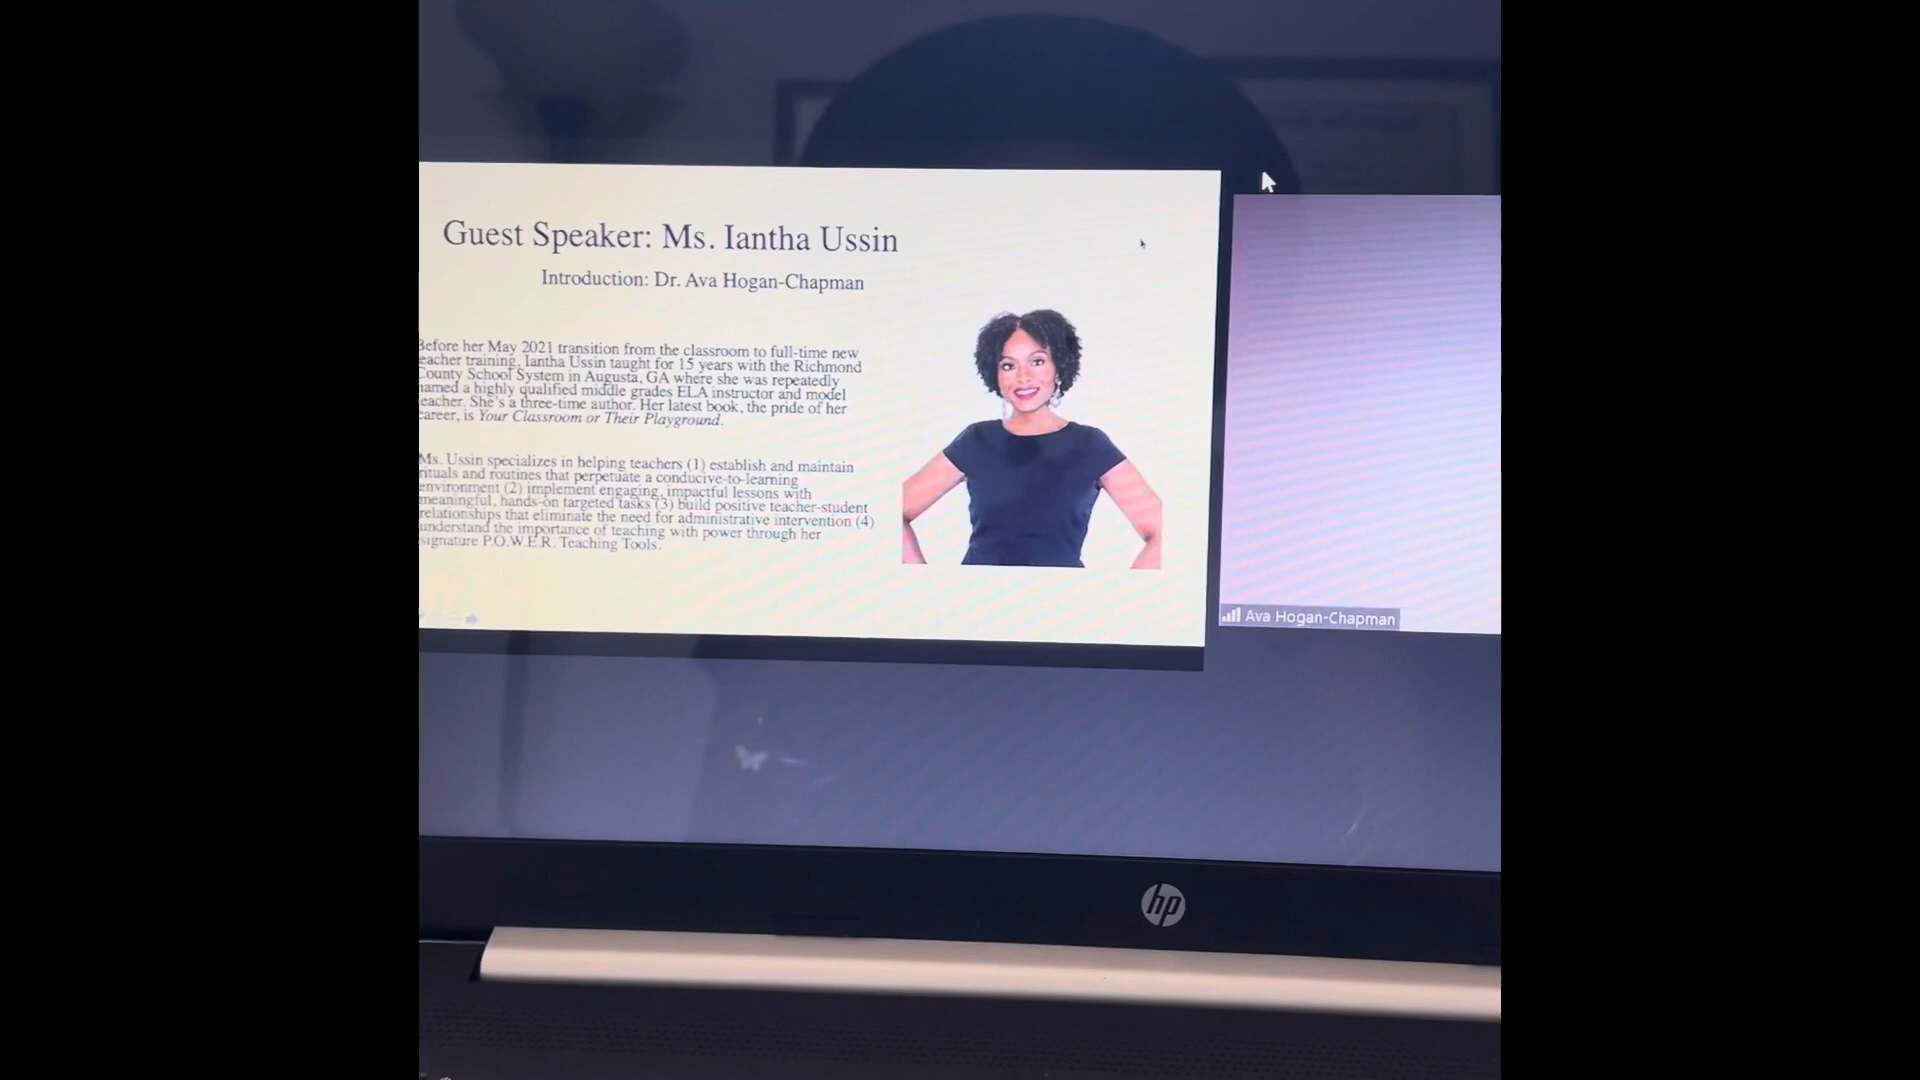 Guest Speaker: Ms. Iantha Ussin
Introduction: Dr. Ava Hogan-Chapman
Before her May 2021 transition from the classroom to full-time new
eacher training, Iantha Ussin taught for 15 years with the Richmond
County School System in Augusta, GA where she was repeatedly
named a highly qualified middle grades ELA instructor and model
eacher. She's a three-time author. Her latest book, the pride of her
career, is Your Classroom or Their Playground.
Ms. Ussin specializes in helping teachers (1) establish and maintain
rituals and routines that perpetuate a conducive-to-learning
environment (2) implement engaging, impactful lessons with
meaningful, hands-on targeted tasks (3) build positive teacher-student
relationships that eliminate the need for administrative intervention (4)
understand the importance of teaching with power through her
signature P.O.W.E.R. Teaching Tools.
Ava Hogan-Chapman
hp